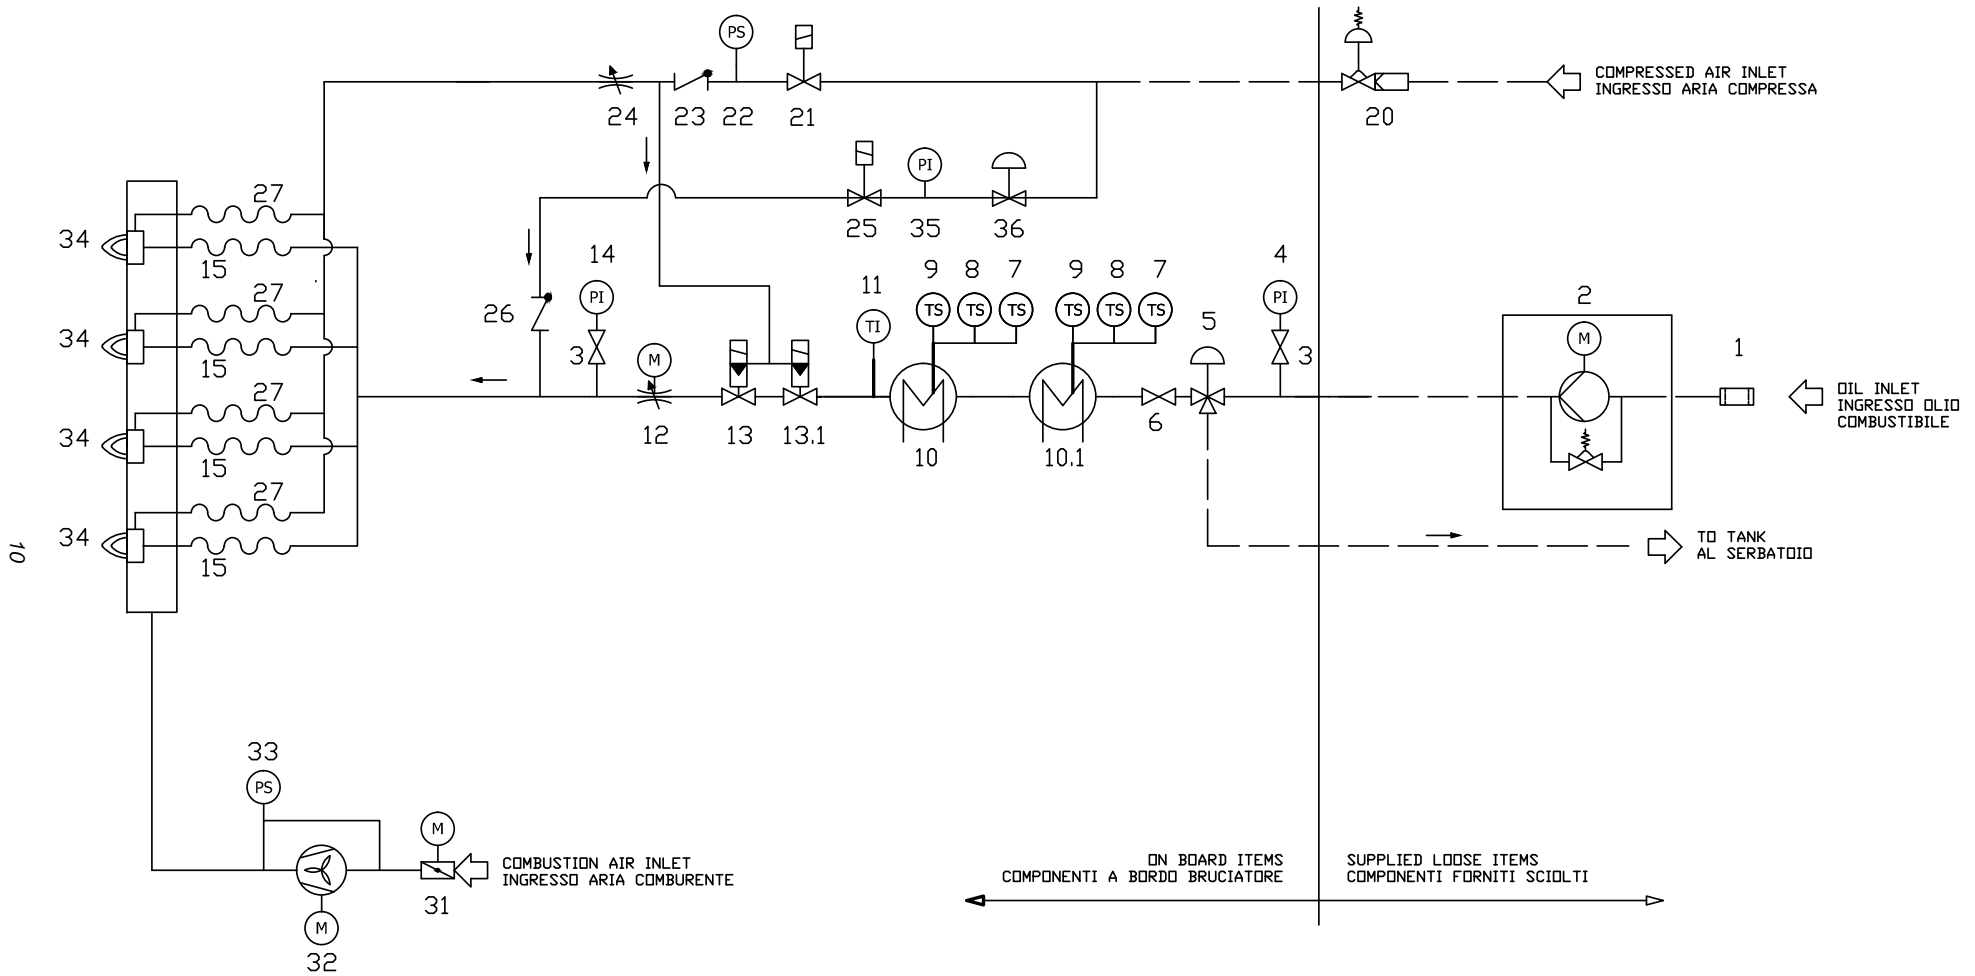 PS
COMPRESSED AIR INLET
INGRESSO ARIA COMPRESSA
24
23
22
21
20
PI
27
34
15
25
35
36
14
4
9
8
7
9
8
7
11
2
27
PI
26
TS
TS
TS
TS
TS
TS
PI
5
TI
M
1
34
15
3
M
3
27
OIL INLET
INGRESSO OLIO
COMBUSTIBILE
34
15
12
13
13.1
6
10
10.1
27
34
15
10
TO TANK
AL SERBATOIO
33
PS
M
COMBUSTION AIR INLET
INGRESSO ARIA COMBURENTE
31
M
32
ON BOARD ITEMS
COMPONENTI A BORDO BRUCIATORE
SUPPLIED LOOSE ITEMS
COMPONENTI FORNITI SCIOLTI